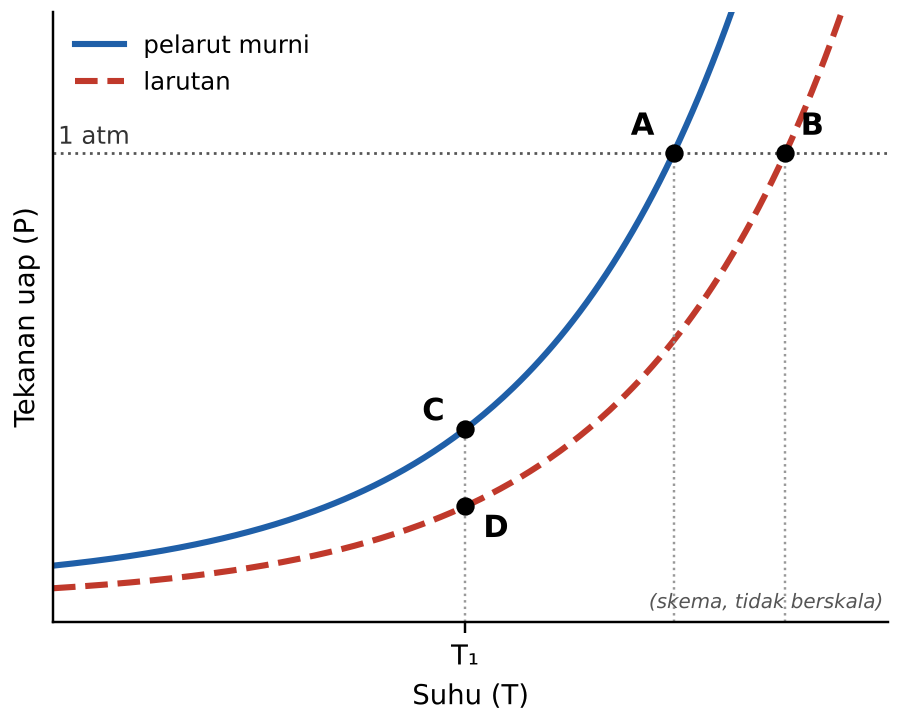 pelarut murni
larutan
1 atm
A
B
C
D
Tekanan uap (P)
(skema, tidak berskala)
T₁
Suhu (T)